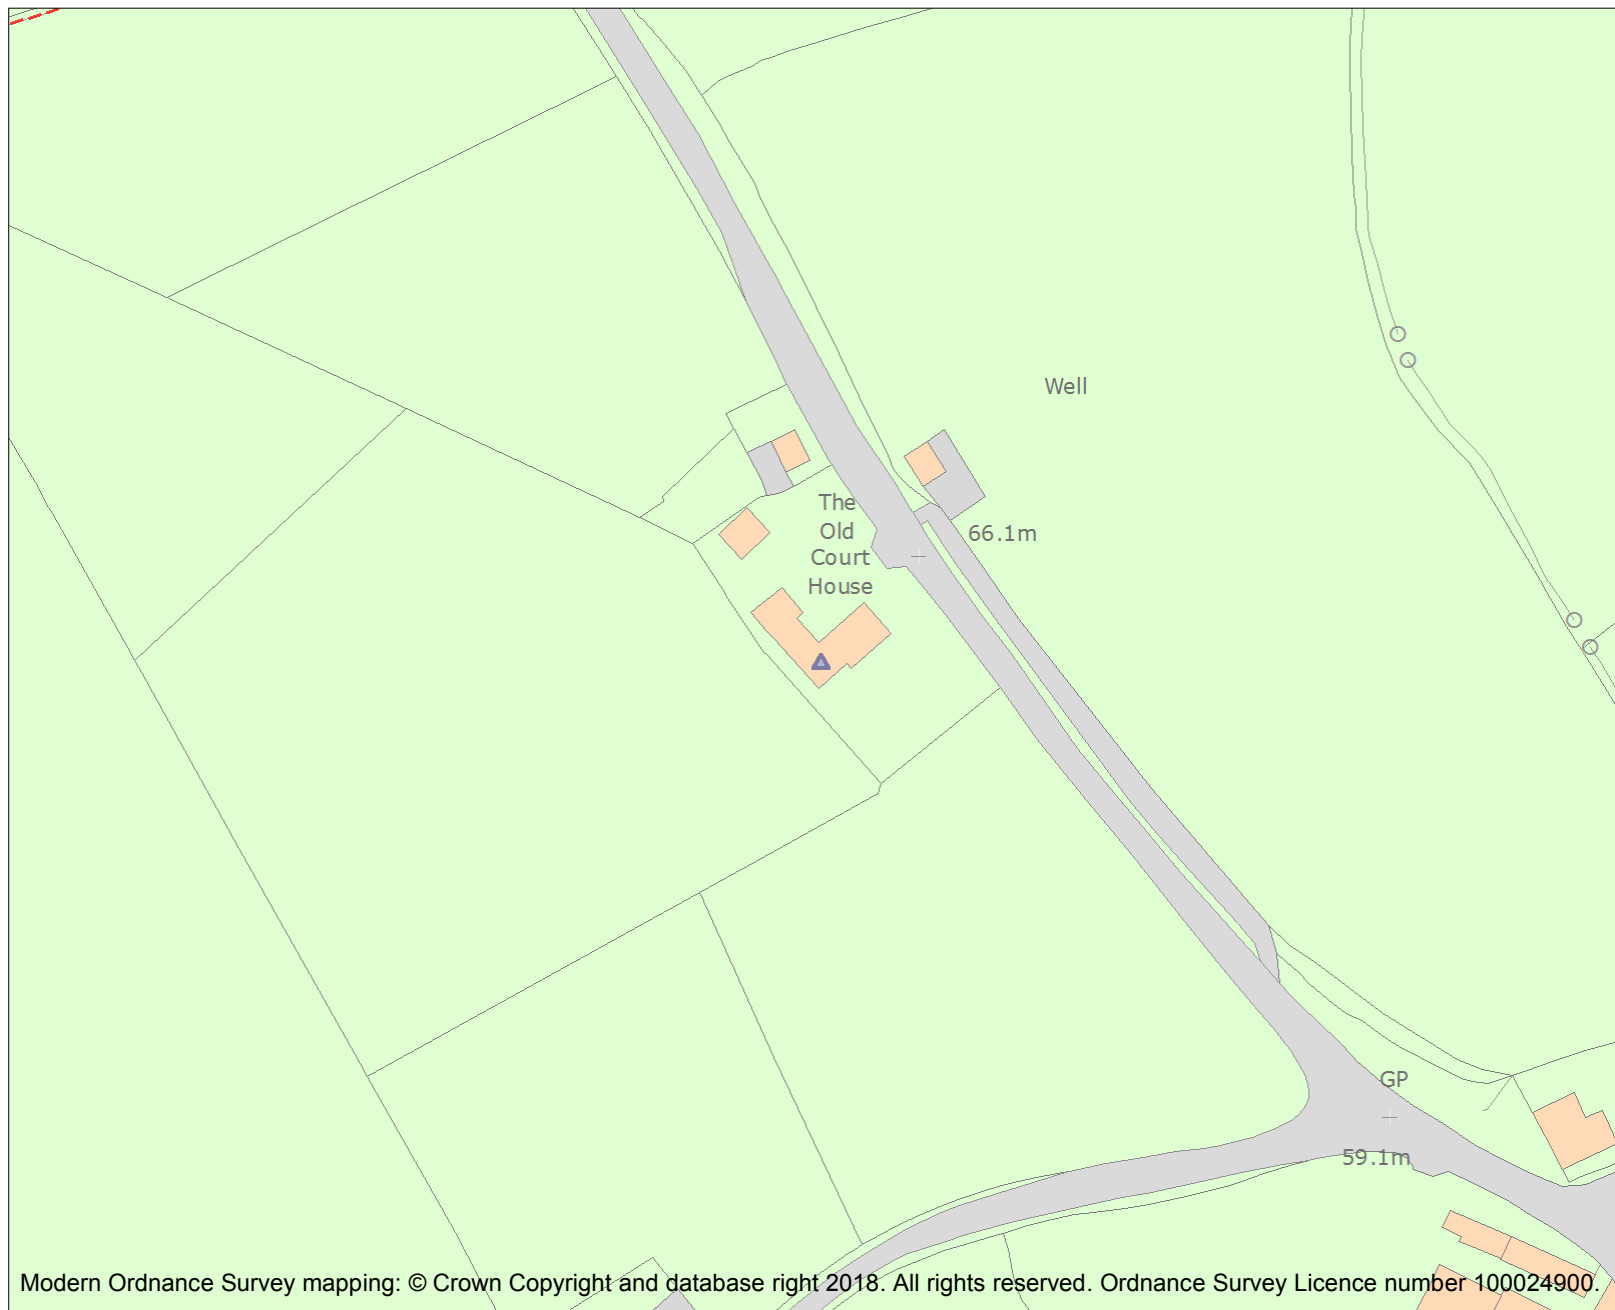 Well
The
Old
Court
House
66.1m
GP
59.1m
Modern Ordnance Survey mapping: © Crown Copyright and database right 2018. All rights reserved. Ordnance Survey Licence number 100024900.